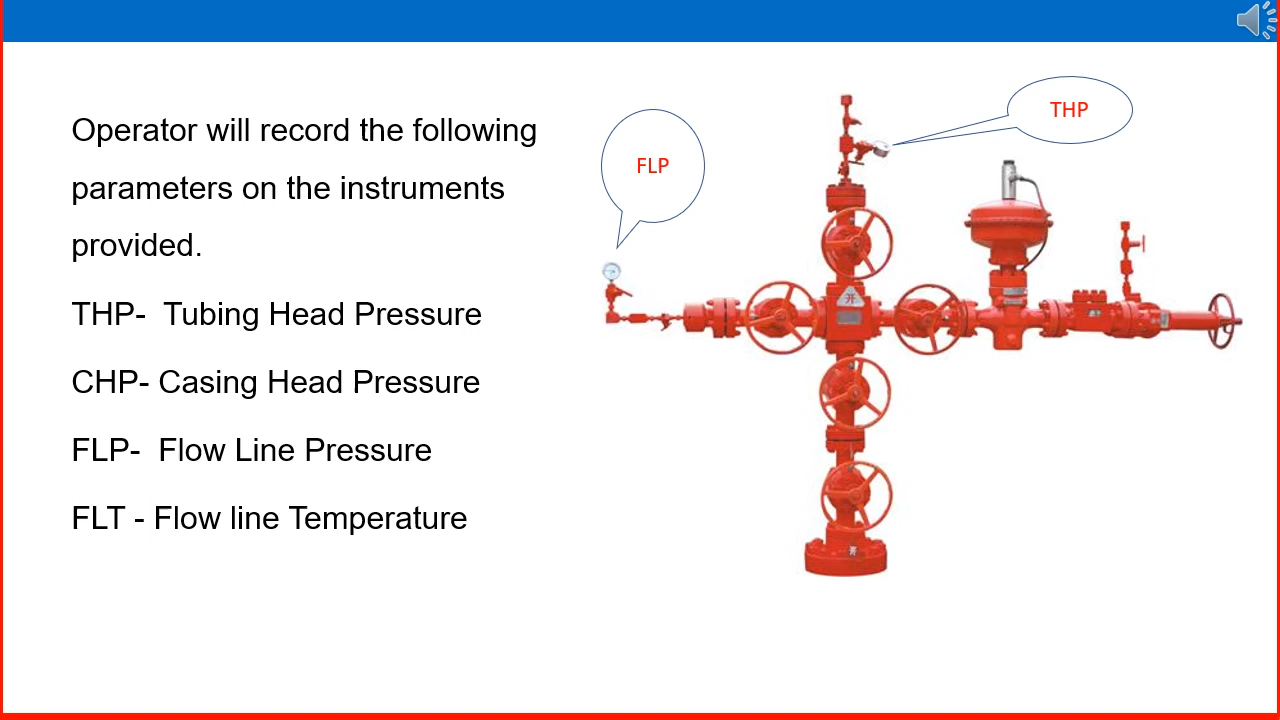 Operator will record the following
parameters on the instruments
provided.
THP-  Tubing Head Pressure
CHP- Casing Head Pressure
FLP-  Flow Line Pressure
FLT - Flow line Temperature
FLP
THP
开